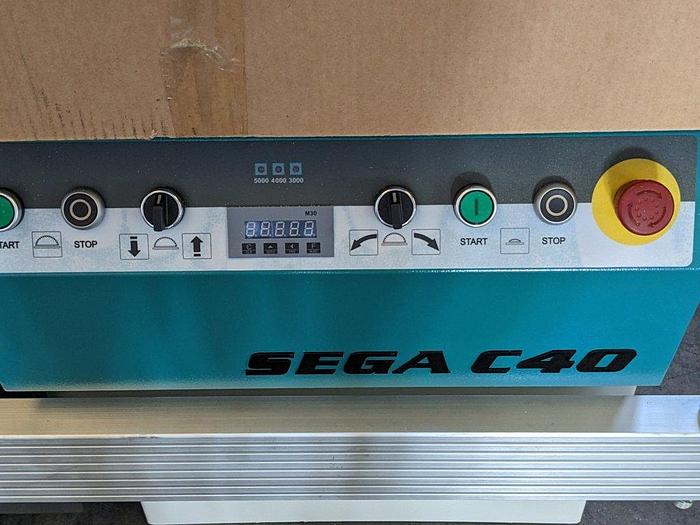 5000 4000 3000
M30
START STOP
START STOP
C F
SEGA C40